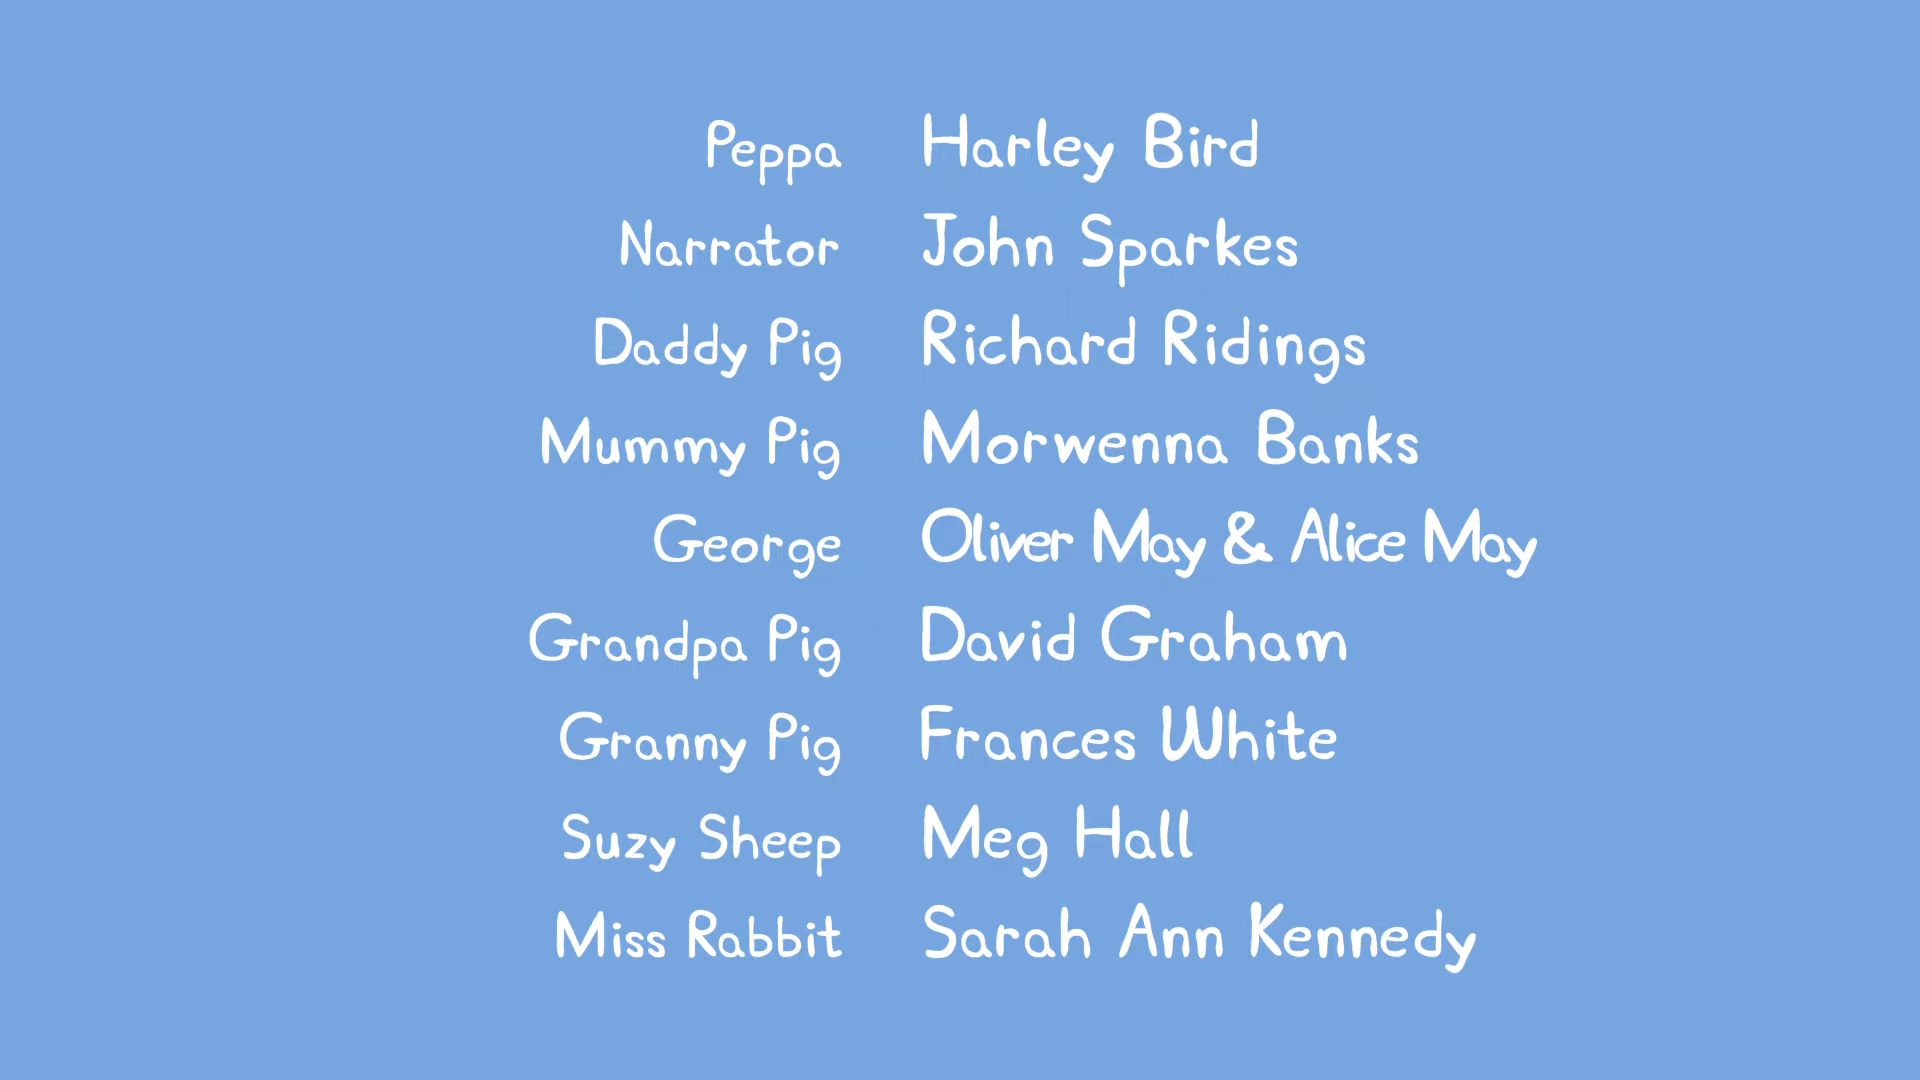 Peppa Harley Bird
Narrator John Sparkes
Daddy Pig Richard Ridings
Mummy Pig Morwenna Banks
George Oliver May & Alice May
Grandpa Pig David Graham
Granny Pig Frances White
Suzy Sheep Meg Hall
Miss Rabbit Sarah Ann Kennedy